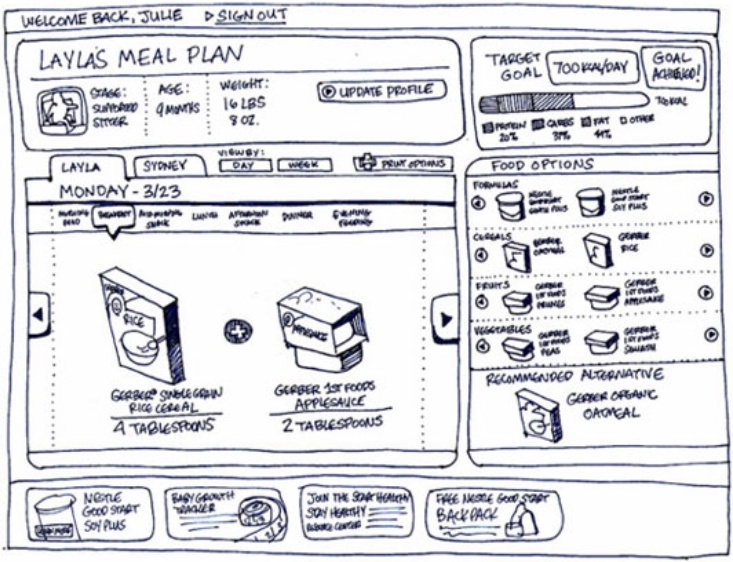 WELCOME BACK, JULIE ▷ SIGN OUT
LAYLA'S MEAL PLAN
STAGE:
SUPPORTED
SITTER
AGE:
9 MONTHS
WEIGHT:
16 LBS
8 OZ.
UPDATE PROFILE
TARGET
GOAL
700 KCAL/DAY
GOAL
ACHIEVED!
700 KCAL
PROTEIN
20%
CARBS
FAT
OTHER
LAYLA
SYDNEY
VIEW BY:
DAY
WEEK
PRINT OPTIONS
MONDAY - 3/23
MORNING
FEED
BREAKFAST
MID-MORNING
SNACK
LUNCH
AFTERNOON
SNACK
DINNER
EVENING
FEEDING
RICE
APPLESAUCE
GERBER® SINGLE GRAIN
RICE CEREAL
4 TABLESPOONS
GERBER 1ST FOODS
APPLESAUCE
2 TABLESPOONS
FOOD OPTIONS
FORMULAS
NESTLE
GOOD START
PLUS
NESTLE
GOOD START
SOY PLUS
CEREALS
GERBER
OATMEAL
GERBER
RICE
FRUITS
GERBER
1ST FOODS
PRUNE
GERBER
1ST FOODS
APPLESAUCE
VEGETABLES
GERBER
1ST FOODS
PEAS
GERBER
1ST FOODS
SQUASH
RECOMMENDED ALTERNATIVE
GERBER ORGANIC
OATMEAL
NESTLE
GOOD START
SOY PLUS
BABY GROWTH
TRACKER
JOIN THE START HEALTHY
STAY HEALTHY
RESOURCE CENTER
FREE NESTLE GOOD START
BACKPACK